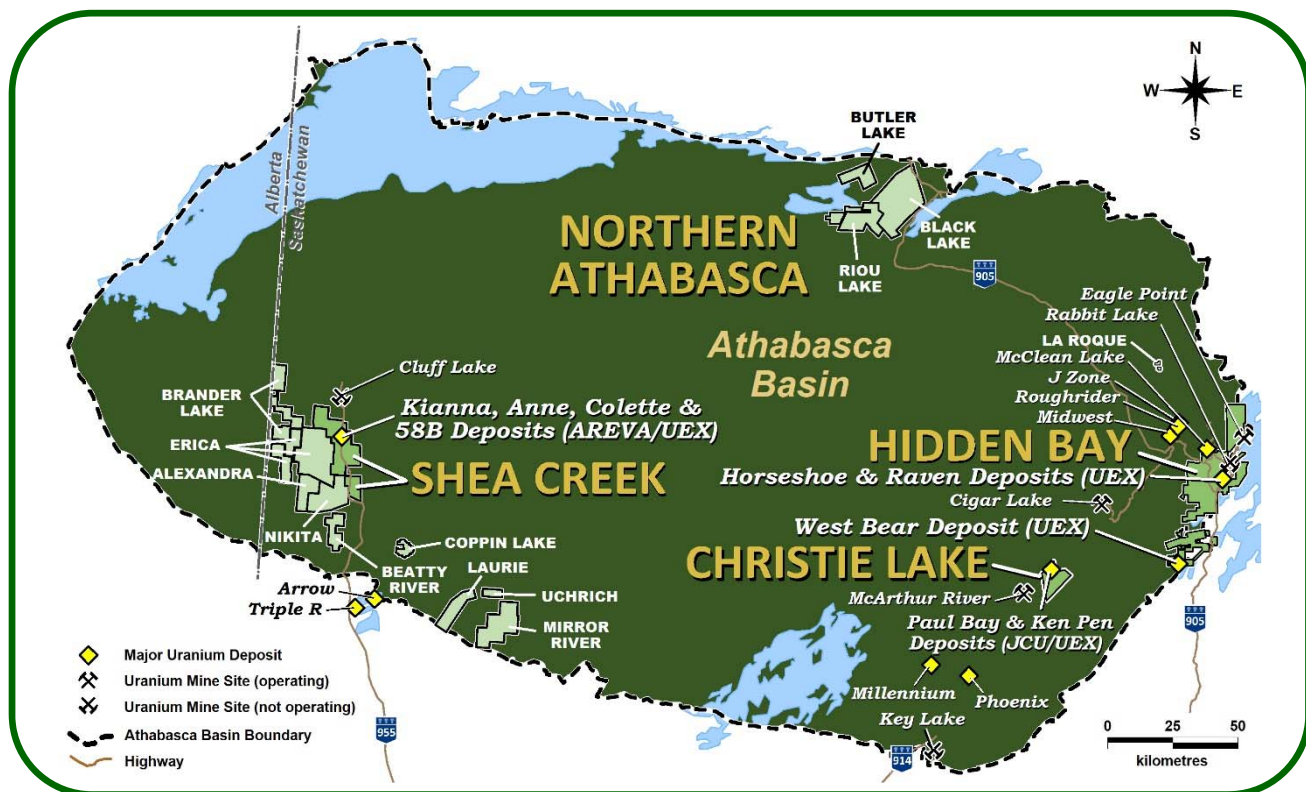 N
W
E
S
Alberta
Saskatchewan
BUTLER
LAKE
NORTHERN
ATHABASCA
BLACK
LAKE
RIOU
LAKE
905
Eagle Point
Rabbit Lake
LA ROQUE
McClean Lake
J Zone
Roughrider
Midwest
Athabasca
Basin
Cluff Lake
BRANDER
LAKE
Kianna, Anne, Colette &
58B Deposits (AREVA/UEX)
ERICA
SHEA CREEK
ALEXANDRA
HIDDEN BAY
Horseshoe & Raven Deposits (UEX)
Cigar Lake
West Bear Deposit (UEX)
NIKITA
COPPIN LAKE
BEATTY
RIVER
LAURIE
CHRISTIE LAKE
Arrow
Triple R
UCHRICH
MIRROR
RIVER
McArthur River
Paul Bay & Ken Pen
Deposits (JCU/UEX)
905
Millennium
Phoenix
Key Lake
955
914
Major Uranium Deposit
Uranium Mine Site (operating)
Uranium Mine Site (not operating)
Athabasca Basin Boundary
Highway
0 25 50
kilometres